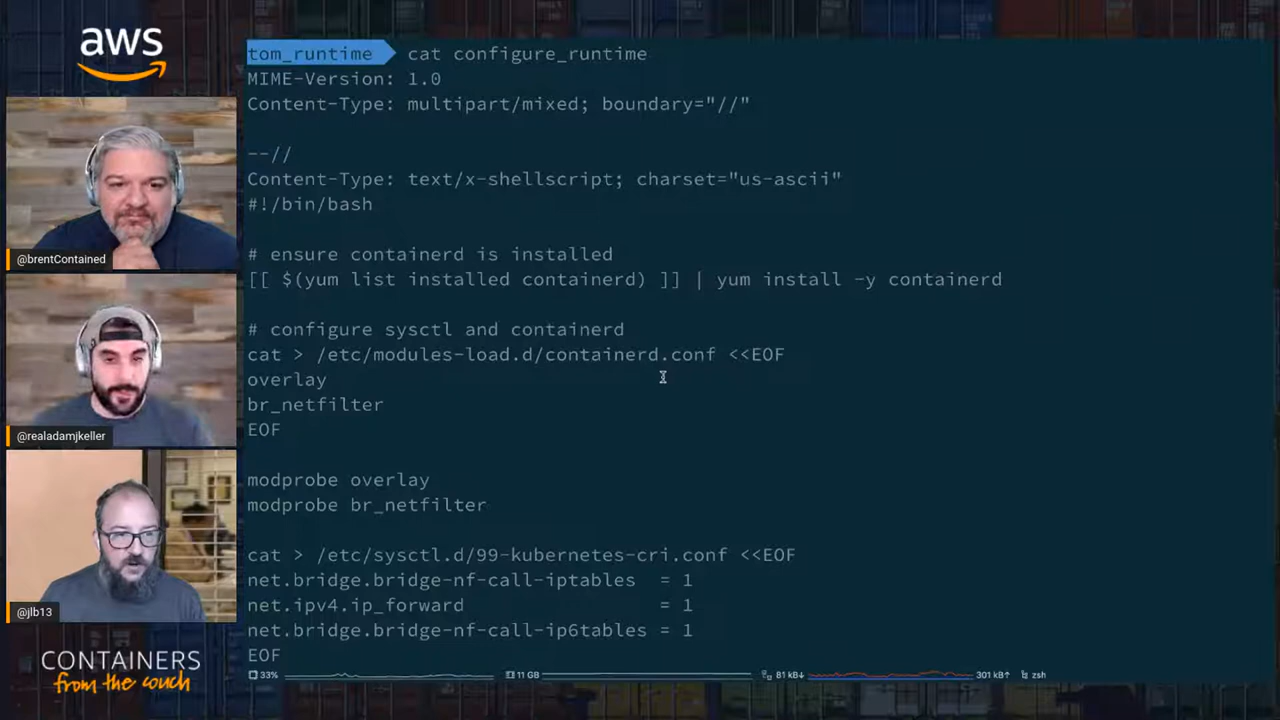 aws
@brentContained
@realadamjkeller
@jlb13
CONTAINERS
from the couch
tom_runtime cat configure_runtime
MIME-Version: 1.0
Content-Type: multipart/mixed; boundary="//"
--//
Content-Type: text/x-shellscript; charset="us-ascii"
#!/bin/bash
# ensure containerd is installed
[[ $(yum list installed containerd) ]] | yum install -y containerd
# configure sysctl and containerd
cat > /etc/modules-load.d/containerd.conf <<EOF
overlay
br_netfilter
EOF
modprobe overlay
modprobe br_netfilter
cat > /etc/sysctl.d/99-kubernetes-cri.conf <<EOF
net.bridge.bridge-nf-call-iptables = 1
net.ipv4.ip_forward = 1
net.bridge.bridge-nf-call-ip6tables = 1
EOF
33% 11 GB 81 kB↓ 301 kB↑ zsh